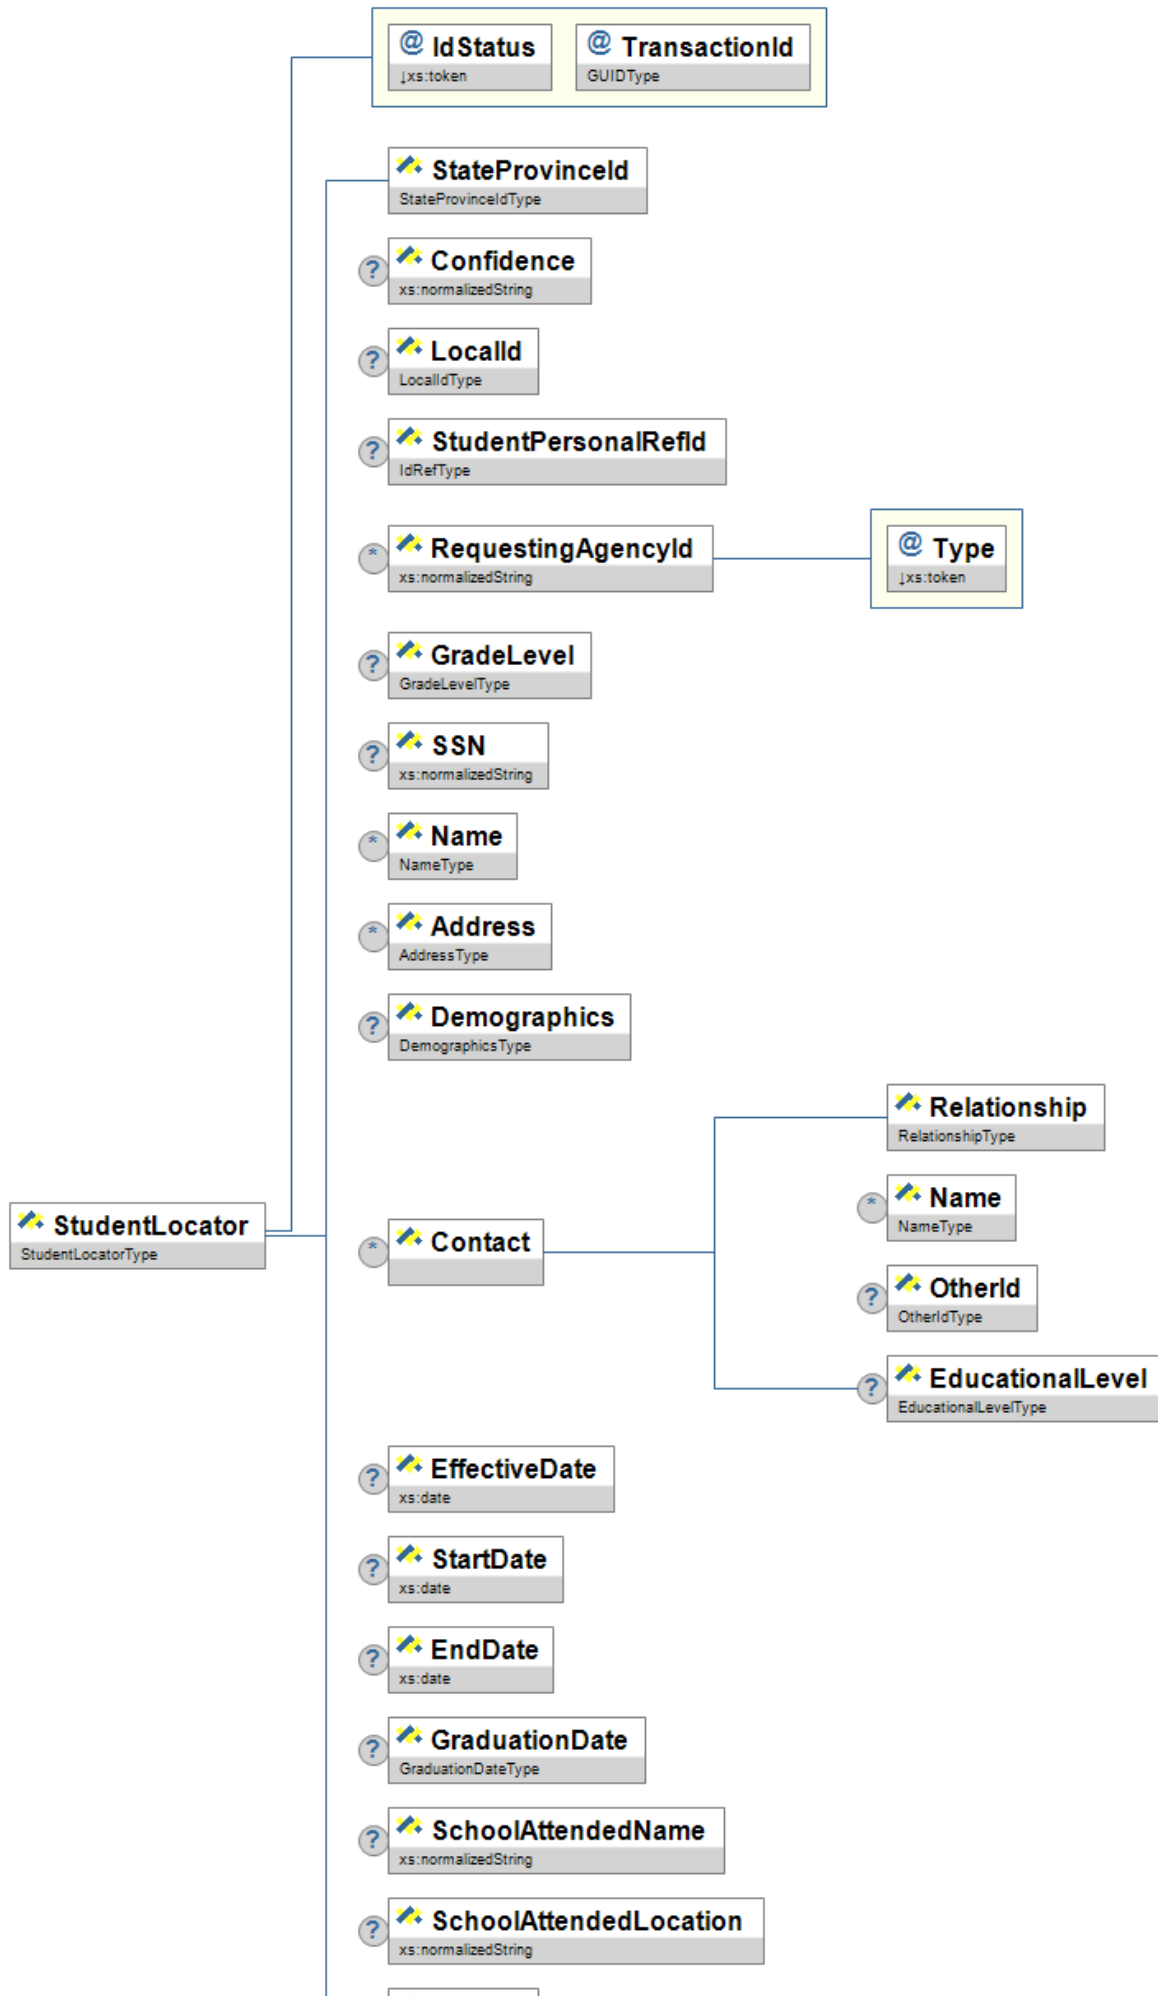 @ IdStatus
↓xs:token
@ TransactionId
GUIDType
StateProvinceId
StateProvinceIdType
? Confidence
xs:normalizedString
? LocalId
LocalIdType
? StudentPersonalRefId
IdRefType
* RequestingAgencyId
xs:normalizedString
@ Type
↓xs:token
? GradeLevel
GradeLevelType
? SSN
xs:normalizedString
* Name
NameType
* Address
AddressType
? Demographics
DemographicsType
StudentLocator
StudentLocatorType
* Contact
Relationship
RelationshipType
* Name
NameType
? OtherId
OtherIdType
? EducationalLevel
EducationalLevelType
? EffectiveDate
xs:date
? StartDate
xs:date
? EndDate
xs:date
? GraduationDate
GraduationDateType
? SchoolAttendedName
xs:normalizedString
? SchoolAttendedLocation
xs:normalizedString